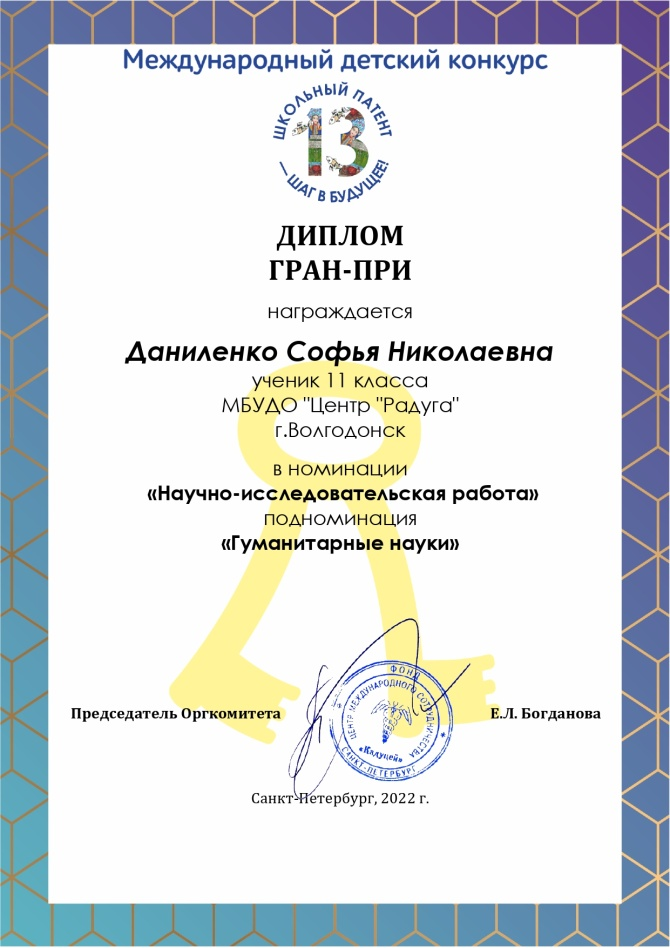 Международный детский конкурс
ШКОЛЬНЫЙ ПАТЕНТ
13
— ШАГ В БУДУЩЕЕ!
ДИПЛОМ
ГРАН-ПРИ
награждается
Даниленко Софья Николаевна
ученик 11 класса
МБУДО "Центр "Радуга"
г.Волгодонск
в номинации
«Научно-исследовательская работа»
подноминация
«Гуманитарные науки»
Председатель Оргкомитета
ФОНД
ЦЕНТР МЕЖДУНАРОДНОГО СОТРУДНИЧЕСТВА
«Кадуцей»
САНКТ-ПЕТЕРБУРГ
Е.Л. Богданова
Санкт-Петербург, 2022 г.